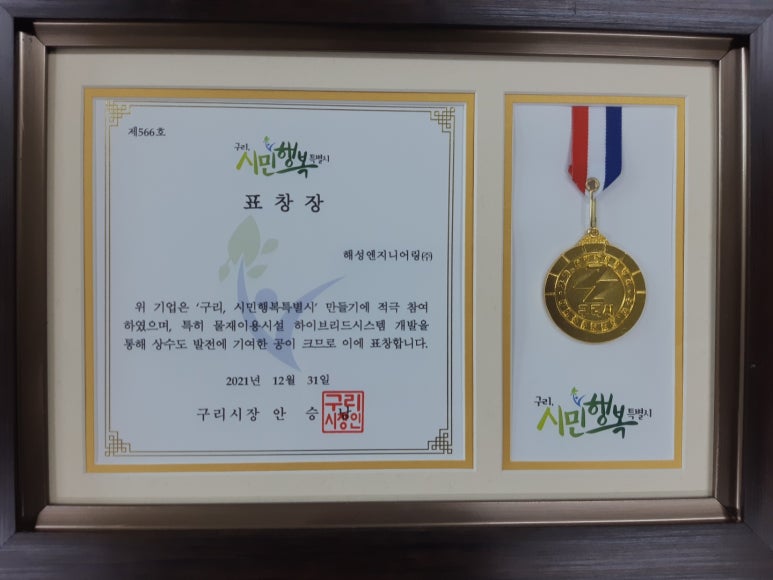 제566호
구리, 시민행복특별시
표 창 장
해성엔지니어링(주)
위 기업은 '구리, 시민행복특별시' 만들기에 적극 참여
하였으며, 특히 물재이용시설 하이브리드시스템 개발을
통해 상수도 발전에 기여한 공이 크므로 이에 표창합니다.
2021년 12월 31일
구리시장 안 승 남
구리
시장인
구리시
구리, 시민행복특별시